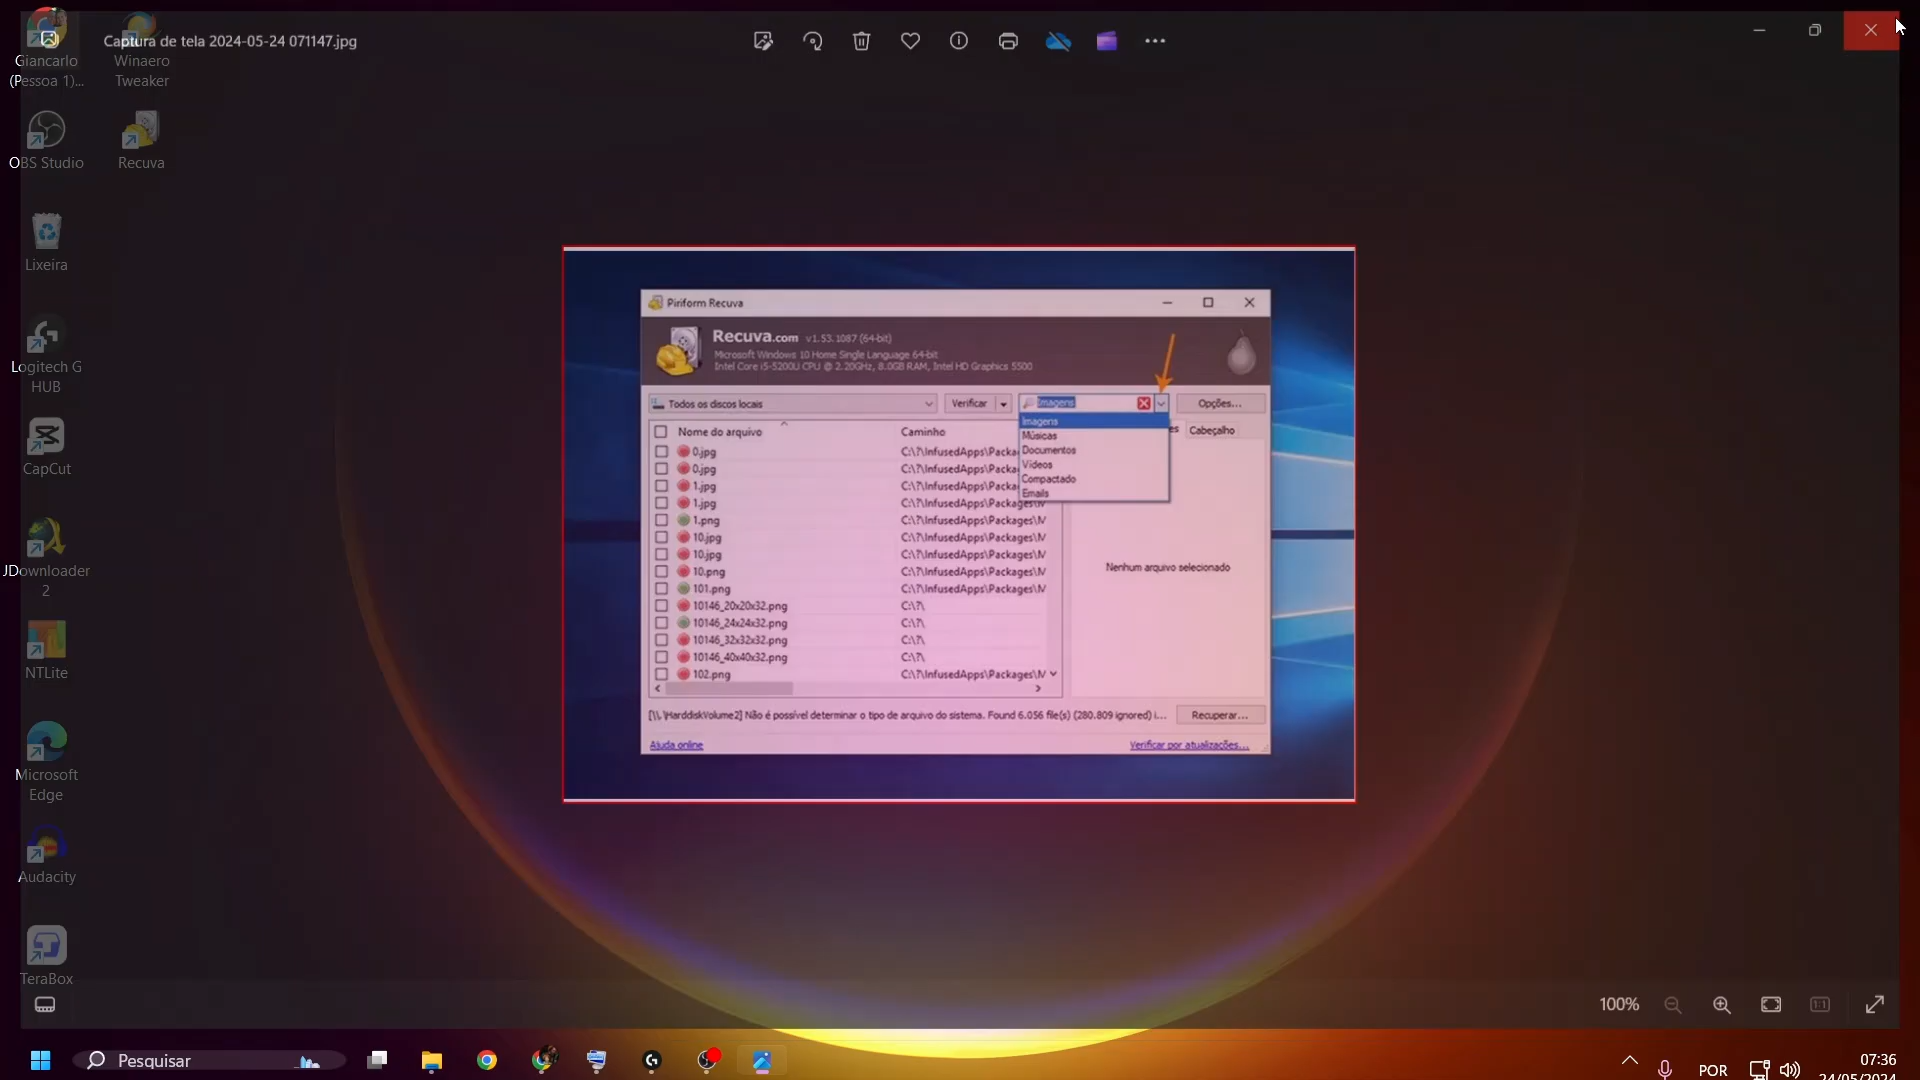 Captura de tela 2024-05-24 071147.jpg
Giancarlo
(Pessoa 1)...
Winaero
Tweaker
OBS Studio
Recuva
Lixeira
Logitech G
HUB
CapCut
JDownloader
2
NTLite
Microsoft
Edge
Audacity
TeraBox
Piriform Recuva
Recuva.com v1.53.1087 (64-bit)
Microsoft Windows 10 Home Single Language 64-bit
Intel Core i5-5200U CPU @ 2.20GHz, 8.0GB RAM, Intel HD Graphics 5500
Todos os discos locais
Verificar
Imagens
Opções...
Imagens
Músicas
Documentos
Vídeos
Compactado
Emails
es
Cabeçalho
Nome do arquivo Caminho
0.jpg C:\?\InfusedApps\Packa
0.jpg C:\?\InfusedApps\Packa
1.jpg C:\?\InfusedApps\Packa
1.jpg C:\?\InfusedApps\Packages\M
1.png C:\?\InfusedApps\Packages\M
10.jpg C:\?\InfusedApps\Packages\M
10.jpg C:\?\InfusedApps\Packages\M
10.png C:\?\InfusedApps\Packages\M
101.png C:\?\InfusedApps\Packages\M
10146_20x20x32.png C:\?\
10146_24x24x32.png C:\?\
10146_32x32x32.png C:\?\
10146_40x40x32.png C:\?\
102.png C:\?\InfusedApps\Packages\M
Nenhum arquivo selecionado
[\\.\HarddiskVolume2] Não é possível determinar o tipo de arquivo do sistema. Found 6.056 file(s) (280.809 ignored) i...
Recuperar...
Ajuda online
Verificar por atualizações...
100%
1:1
Pesquisar
POR
07:36
24/05/2024